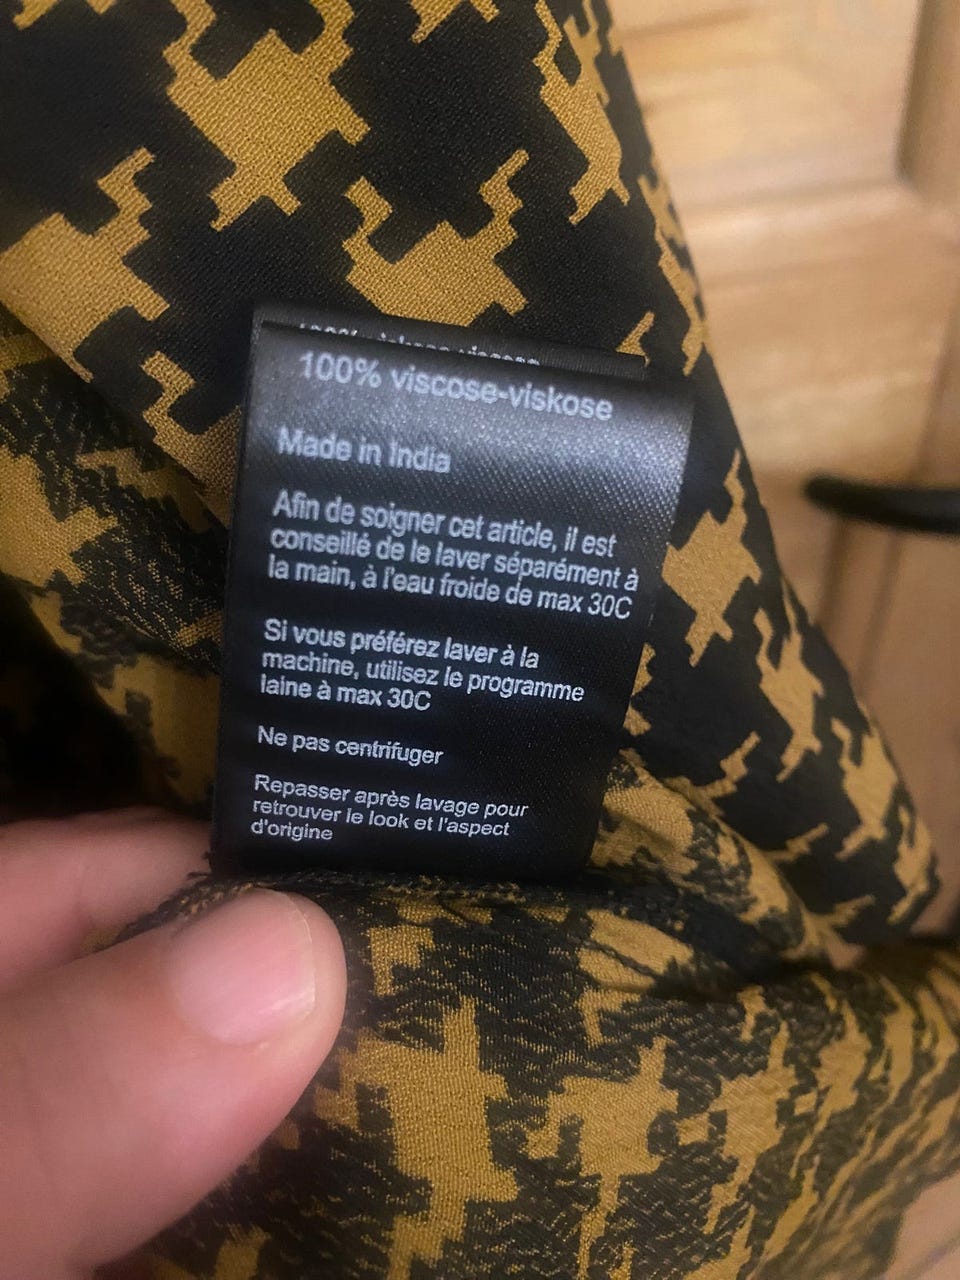 100% viscose-viskose
Made in India
Afin de soigner cet article, il est
conseillé de le laver séparément à
la main, à l'eau froide de max 30C
Si vous préférez laver à la
machine, utilisez le programme
laine à max 30C
Ne pas centrifuger
Repasser après lavage pour
retrouver le look et l'aspect
d'origine